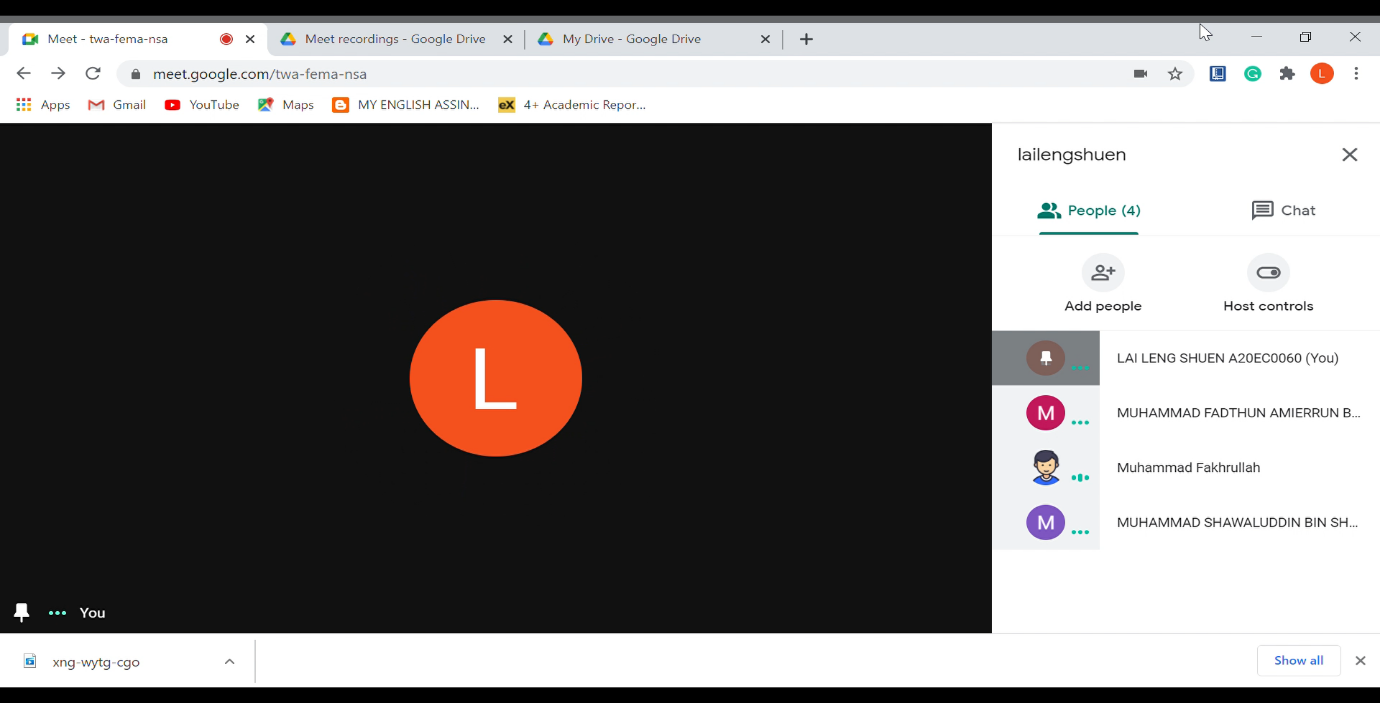 Meet - twa-fema-nsa
Meet recordings - Google Drive
My Drive - Google Drive
meet.google.com/twa-fema-nsa
L
Apps
Gmail
YouTube
Maps
MY ENGLISH ASSIN...
eX
4+ Academic Repor...
L
You
lailengshuen
People (4)
Chat
Add people
Host controls
LAI LENG SHUEN A20EC0060 (You)
M
MUHAMMAD FADTHUN AMIERRUN B...
Muhammad Fakhrullah
M
MUHAMMAD SHAWALUDDIN BIN SH...
xng-wytg-cgo
Show all